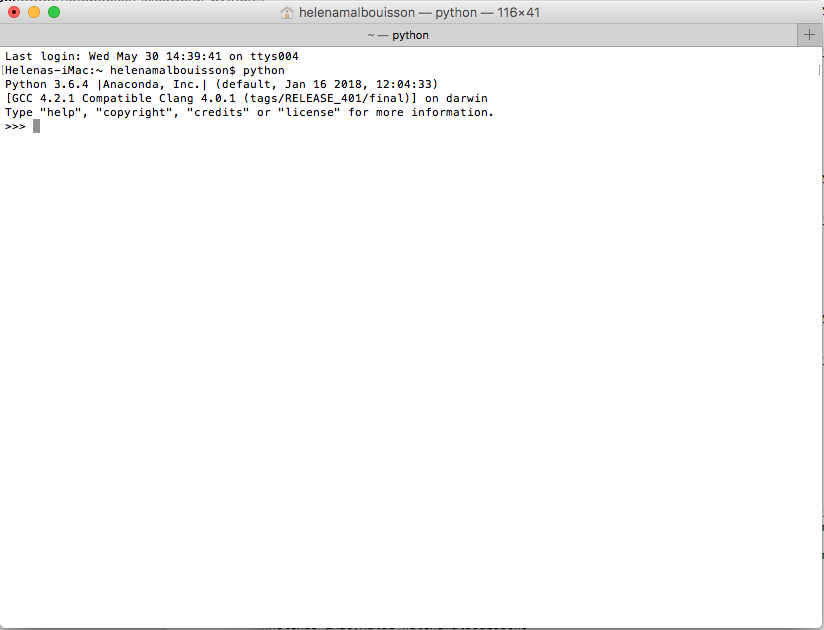 helenamalbouisson — python — 116×41
~ — python
Last login: Wed May 30 14:39:41 on ttys004
[Helenas-iMac:~ helenamalbouisson$ python ]
Python 3.6.4 |Anaconda, Inc.| (default, Jan 16 2018, 12:04:33)
[GCC 4.2.1 Compatible Clang 4.0.1 (tags/RELEASE_401/final)] on darwin
Type "help", "copyright", "credits" or "license" for more information.
>>>